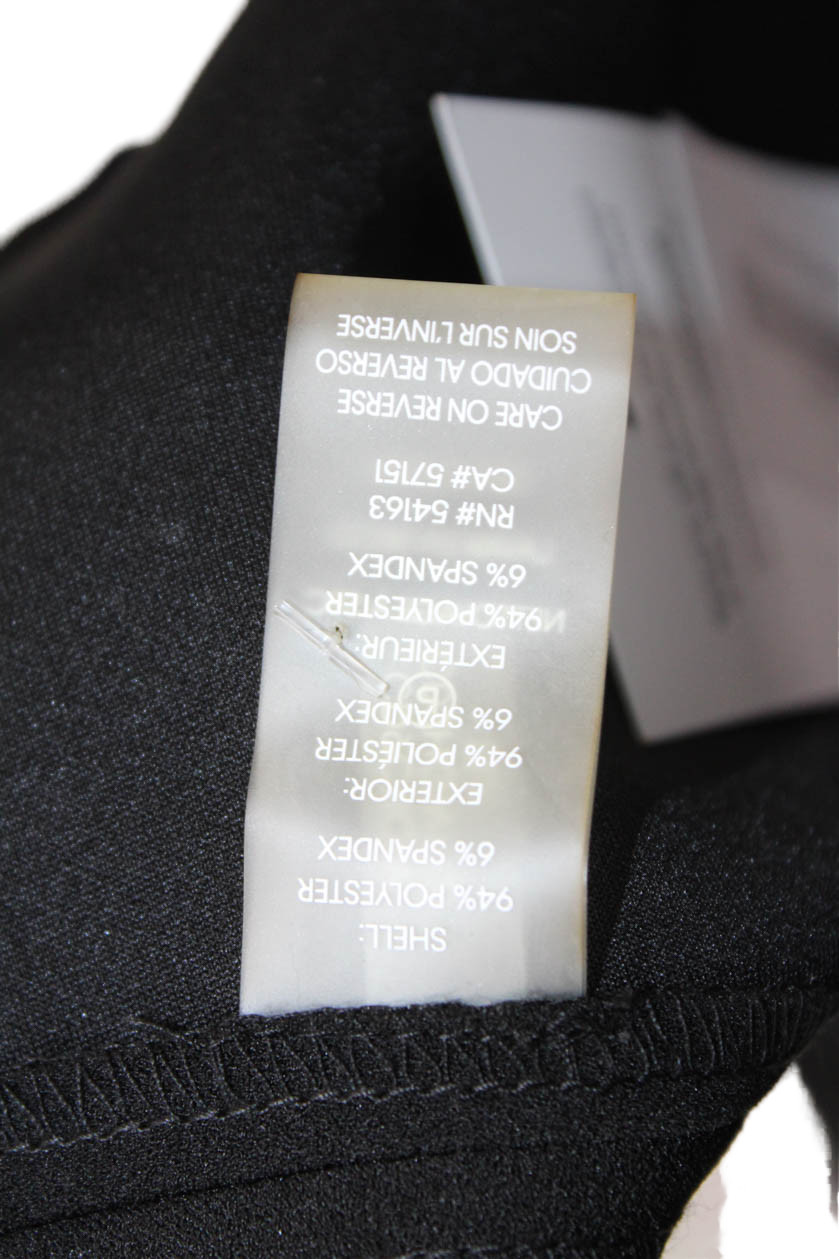 SHELL:
94% POLYESTER
6% SPANDEX
EXTERIOR:
94% POLIÉSTER
6% SPANDEX
EXTÉRIEUR:
94% POLYESTER
6% SPANDEX
RN# 54163
CA# 57151
CARE ON REVERSE
CUIDADO AL REVERSO
SOIN SUR L'INVERSE